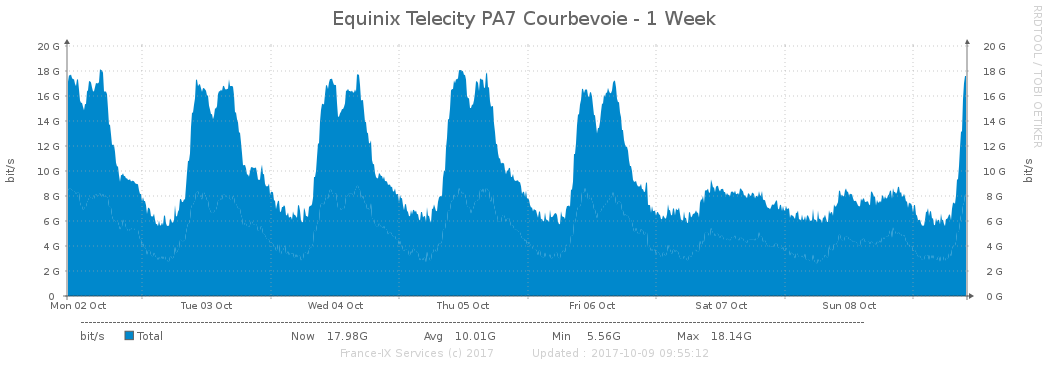 Equinix Telecity PA7 Courbevoie - 1 Week
RRDTOOL / TOBI OETIKER
bit/s
20 G
18 G
16 G
14 G
12 G
10 G
8 G
6 G
4 G
2 G
0
20 G
18 G
16 G
14 G
12 G
10 G
8 G
6 G
4 G
2 G
0 G
bit/s
Mon 02 Oct Tue 03 Oct Wed 04 Oct Thu 05 Oct Fri 06 Oct Sat 07 Oct Sun 08 Oct
bit/s Total Now 17.98G Avg 10.01G Min 5.56G Max 18.14G
France-IX Services (c) 2017 Updated : 2017-10-09 09:55:12